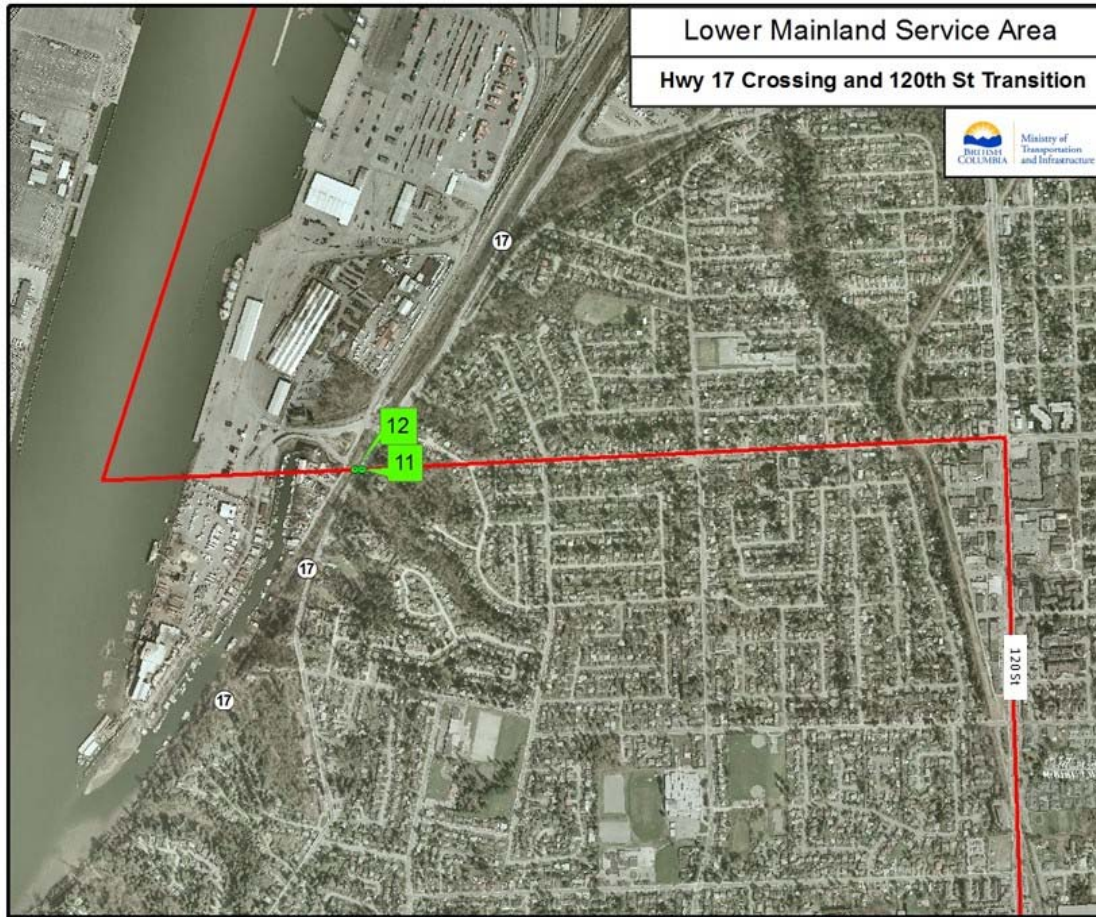 Lower Mainland Service Area
Hwy 17 Crossing and 120th St Transition
BRITISH
COLUMBIA
Ministry of
Transportation
and Infrastructure
17
12
11
17
17
120 St